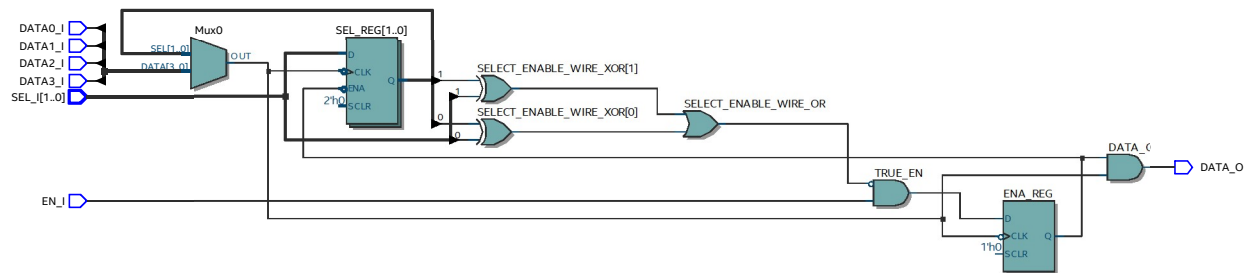 DATA0_I
DATA1_I
DATA2_I
DATA3_I
SEL_I[1..0]
EN_I
Mux0
SEL[1..0]
DATA[3..0]
OUT
SEL_REG[1..0]
D
CLK
ENA
2'h0
SCLR
Q
1
0
1
0
SELECT_ENABLE_WIRE_XOR[1]
SELECT_ENABLE_WIRE_XOR[0]
SELECT_ENABLE_WIRE_OR
TRUE_EN
ENA_REG
D
CLK
1'h0
SCLR
Q
DATA_O